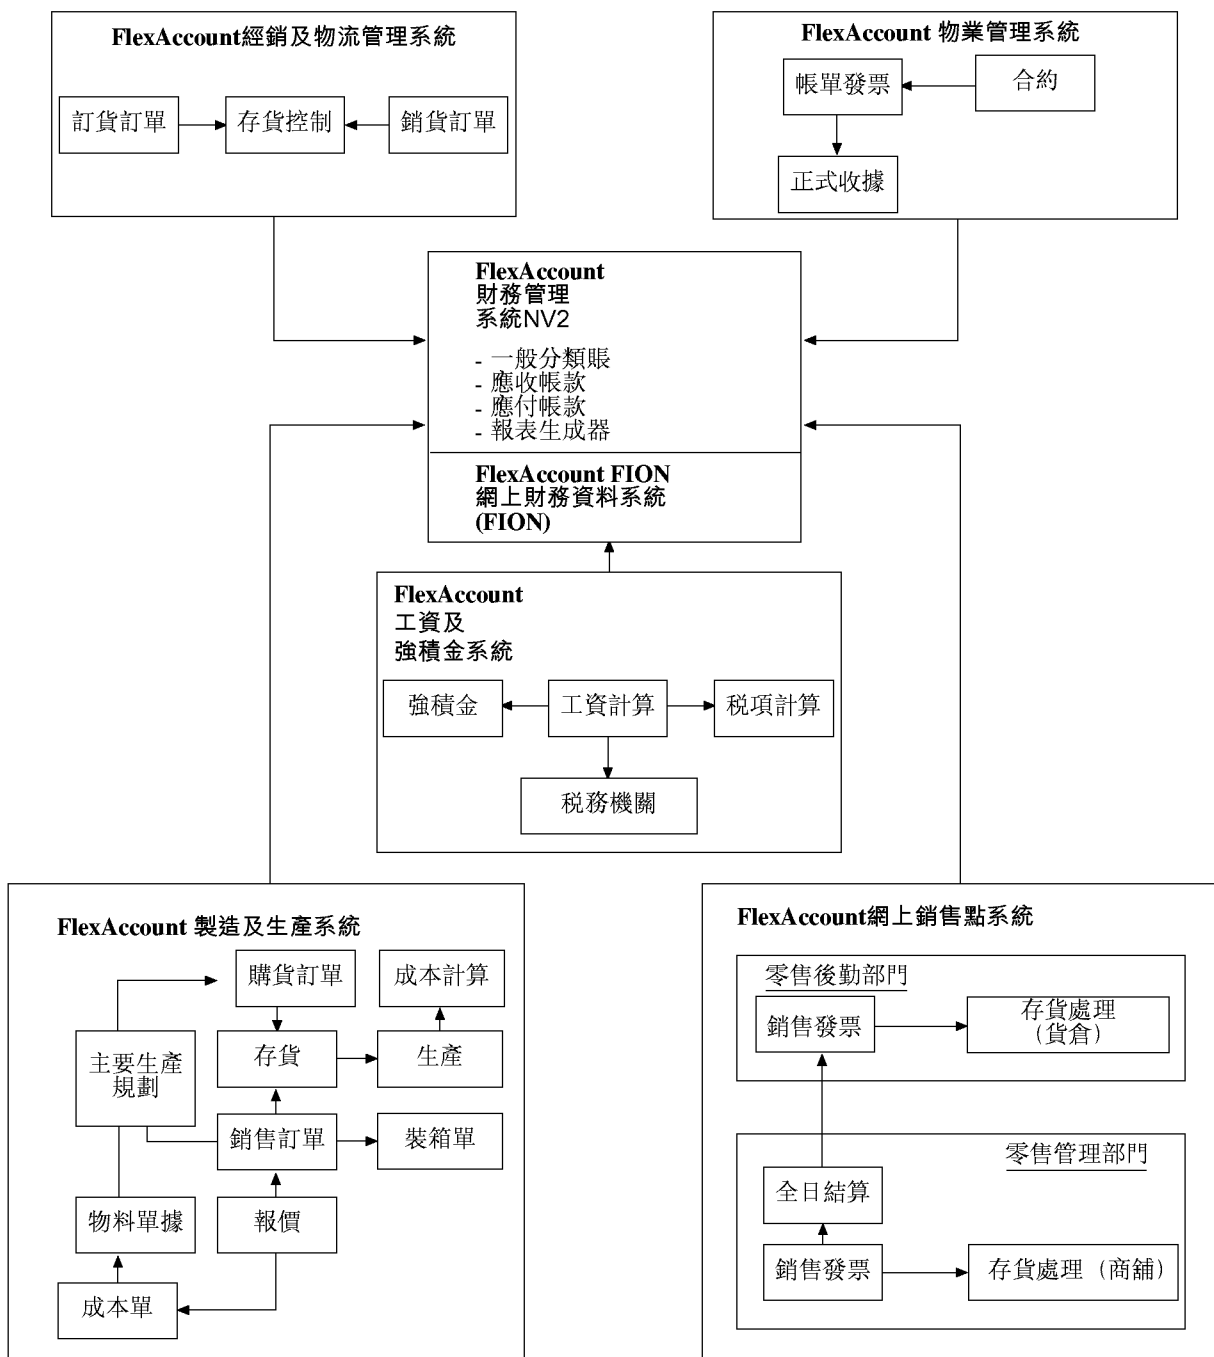 FlexAccount經銷及物流管理系統
訂貨訂單
存貨控制
銷貨訂單
FlexAccount 物業管理系統
帳單發票
合約
正式收據
FlexAccount
財務管理
系統NV2
- 一般分類賬
- 應收帳款
- 應付帳款
- 報表生成器
FlexAccount FION
網上財務資料系統
(FION)
FlexAccount
工資及
強積金系統
強積金
工資計算
税項計算
税務機關
FlexAccount 製造及生產系統
購貨訂單
成本計算
主要生產
規劃
存貨
生產
銷售訂單
裝箱單
物料單據
報價
成本單
FlexAccount網上銷售點系統
零售後勤部門
銷售發票
存貨處理
(貨倉)
零售管理部門
全日結算
銷售發票
存貨處理 (商舖)